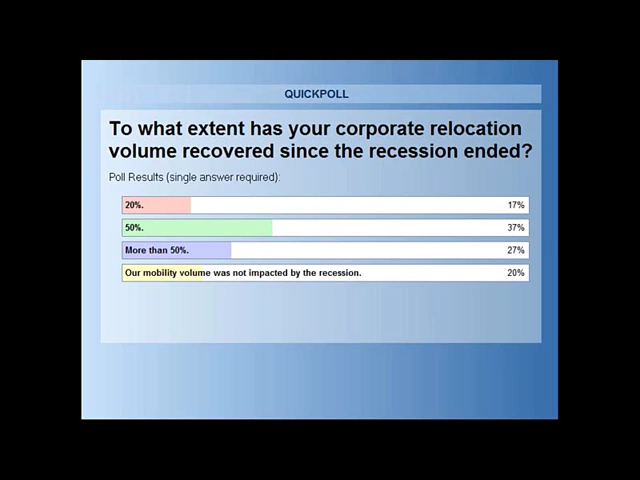 QUICKPOLL
To what extent has your corporate relocation
volume recovered since the recession ended?
Poll Results (single answer required):
20%. 17%
50%. 37%
More than 50%. 27%
Our mobility volume was not impacted by the recession. 20%